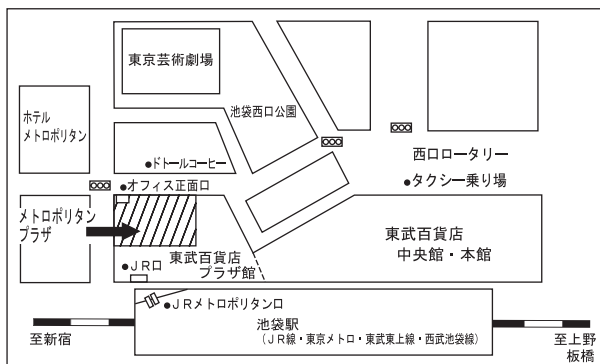 東京芸術劇場
ホテル
メトロポリタン
池袋西口公園
●ドトールコーヒー
西口ロータリー
●オフィス正面口
●タクシー乗り場
メトロポリタン
プラザ
東武百貨店
プラザ館
東武百貨店
中央館・本館
●JR口
●JRメトロポリタン口
池袋駅
(JR線・東京メトロ・東武東上線・西武池袋線)
至新宿
至上野
板橋